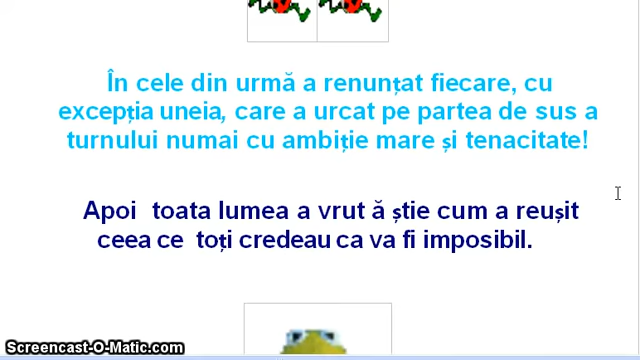 În cele din urmă a renunțat fiecare, cu
excepția uneia, care a urcat pe partea de sus a
turnului numai cu ambiție mare și tenacitate!
Apoi toata lumea a vrut ă știe cum a reușit
ceea ce toți credeau ca va fi imposibil.
Screencast-O-Matic.com